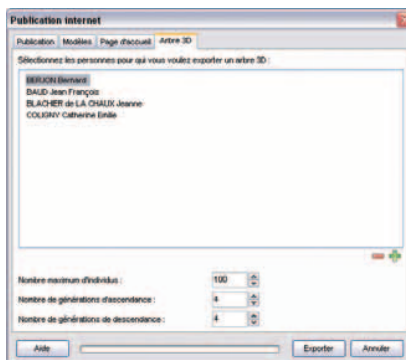 Publication internet
Publication Modèles Page d'accueil Arbre 3D
Sélectionnez les personnes pour qui vous voulez exporter un arbre 3D :
BERJON Bernard
BAUD Jean François
BLACHER de LA CHAUX Jeanne
COLIGNY Catherine Emilie
Nombre maximum d'individus : 100
Nombre de générations d'ascendance : 4
Nombre de générations de descendance : 4
Aide Exporter Annuler